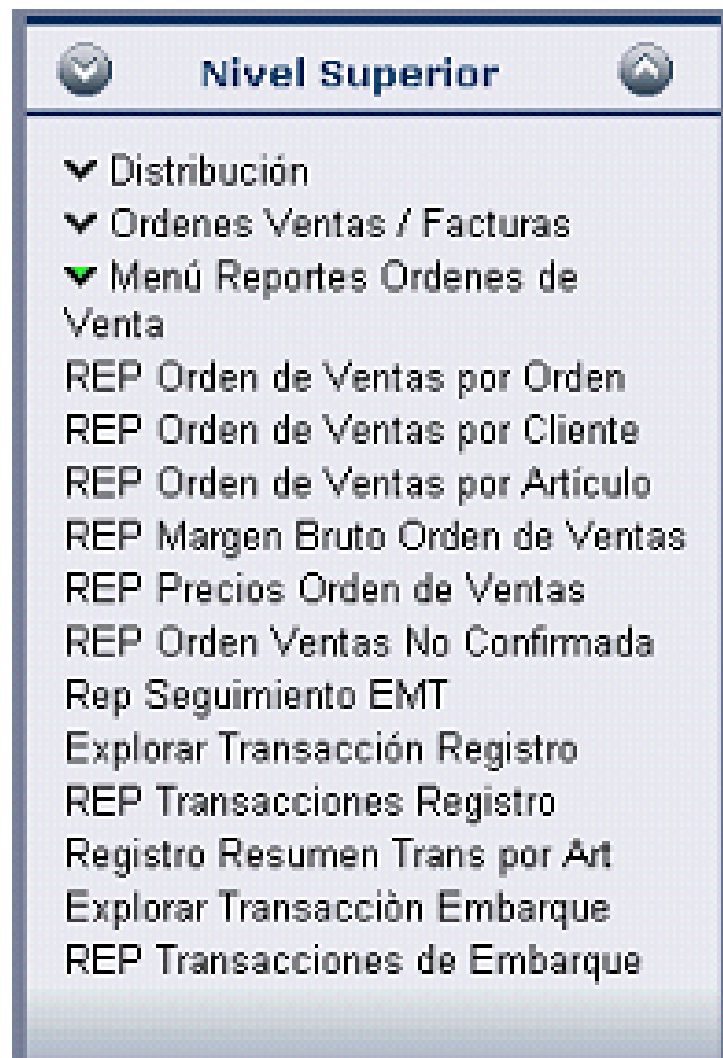 Nivel Superior
Distribución
Ordenes Ventas / Facturas
Menú Reportes Ordenes de
Venta
REP Orden de Ventas por Orden
REP Orden de Ventas por Cliente
REP Orden de Ventas por Artículo
REP Margen Bruto Orden de Ventas
REP Precios Orden de Ventas
REP Orden Ventas No Confirmada
Rep Seguimiento EMT
Explorar Transacción Registro
REP Transacciones Registro
Registro Resumen Trans por Art
Explorar Transacciòn Embarque
REP Transacciones de Embarque